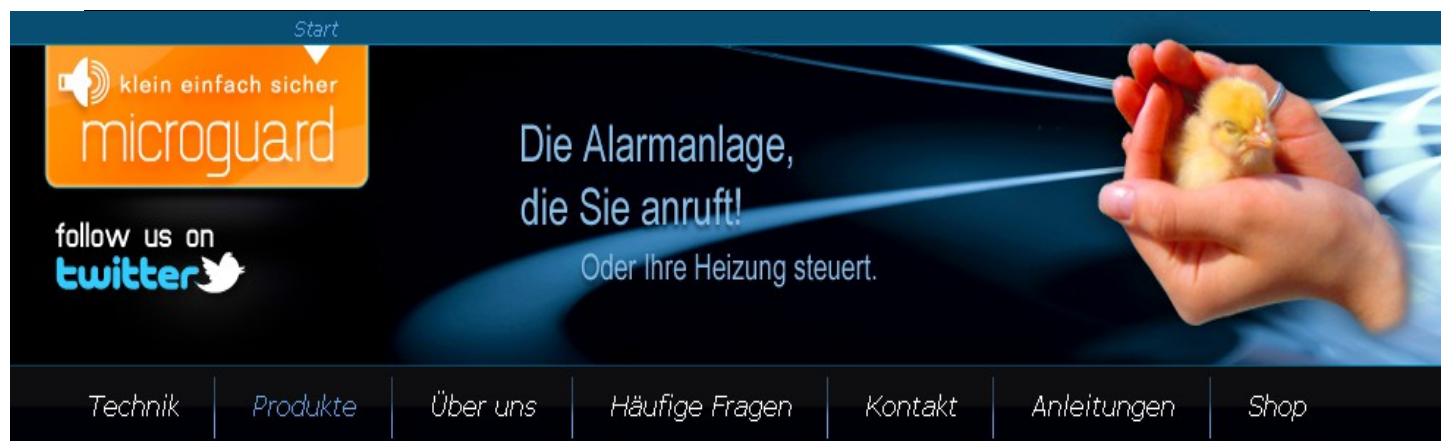 Start
klein einfach sicher
microguard
Die Alarmanlage,
die Sie anruft!
Oder Ihre Heizung steuert.
follow us on
twitter
Technik Produkte Über uns Häufige Fragen Kontakt Anleitungen Shop